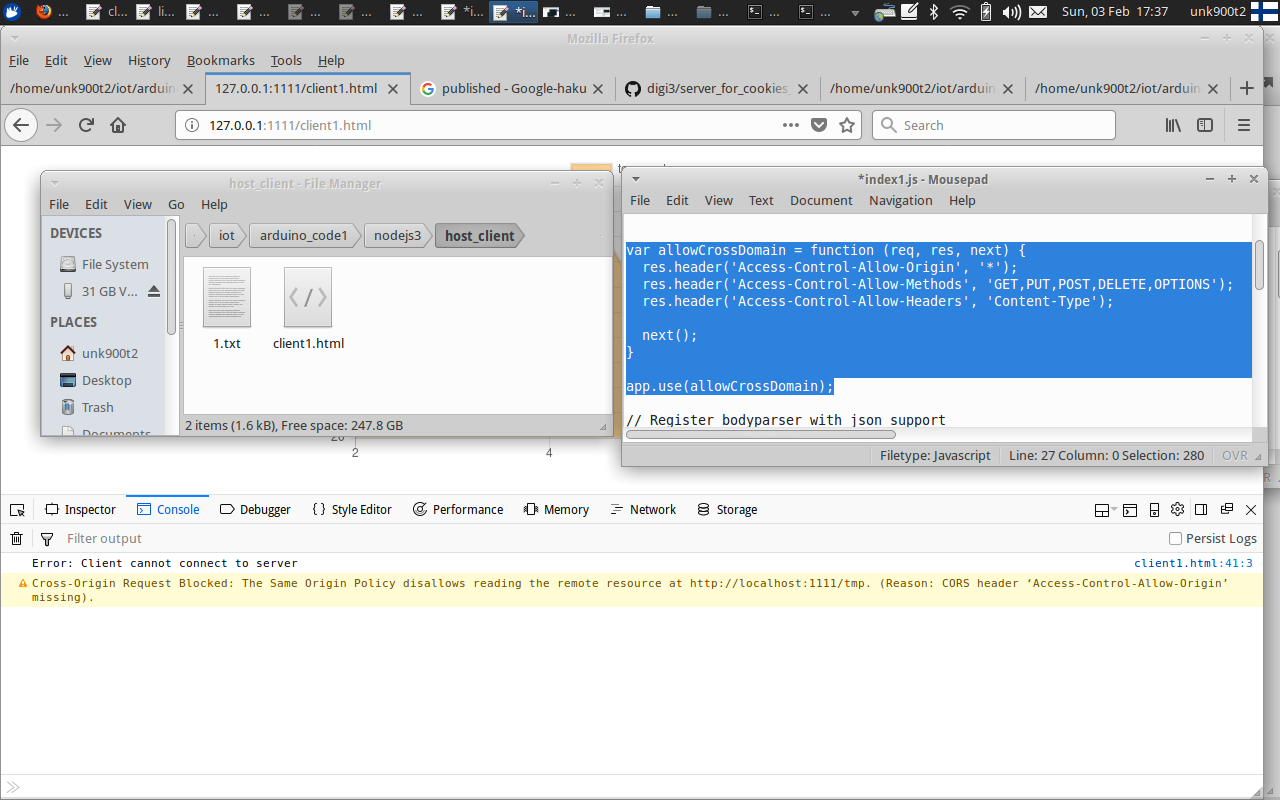 cl... li... *i... *i... Sun, 03 Feb 17:37 unk900t2
Mozilla Firefox
File Edit View History Bookmarks Tools Help
/home/unk900t2/iot/arduin 127.0.0.1:1111/client1.html published - Google-haku digi3/server_for_cookies_ /home/unk900t2/iot/arduin /home/unk900t2/iot/arduin
127.0.0.1:1111/client1.html Search
host_client - File Manager
File Edit View Go Help
DEVICES
File System
31 GB V...
PLACES
unk900t2
Desktop
Trash
Documents
iot arduino_code1 nodejs3 host_client
1.txt client1.html
2 items (1.6 kB), Free space: 247.8 GB
20
2 4
*index1.js - Mousepad
File Edit View Text Document Navigation Help
var allowCrossDomain = function (req, res, next) {
res.header('Access-Control-Allow-Origin', '*');
res.header('Access-Control-Allow-Methods', 'GET,PUT,POST,DELETE,OPTIONS');
res.header('Access-Control-Allow-Headers', 'Content-Type');
next();
}
app.use(allowCrossDomain);
// Register bodyparser with json support
Filetype: Javascript Line: 27 Column: 0 Selection: 280 OVR
Inspector Console Debugger { } Style Editor Performance Memory Network Storage
Filter output Persist Logs
Error: Client cannot connect to server client1.html:41:3
Cross-Origin Request Blocked: The Same Origin Policy disallows reading the remote resource at http://localhost:1111/tmp. (Reason: CORS header ‘Access-Control-Allow-Origin’
missing).